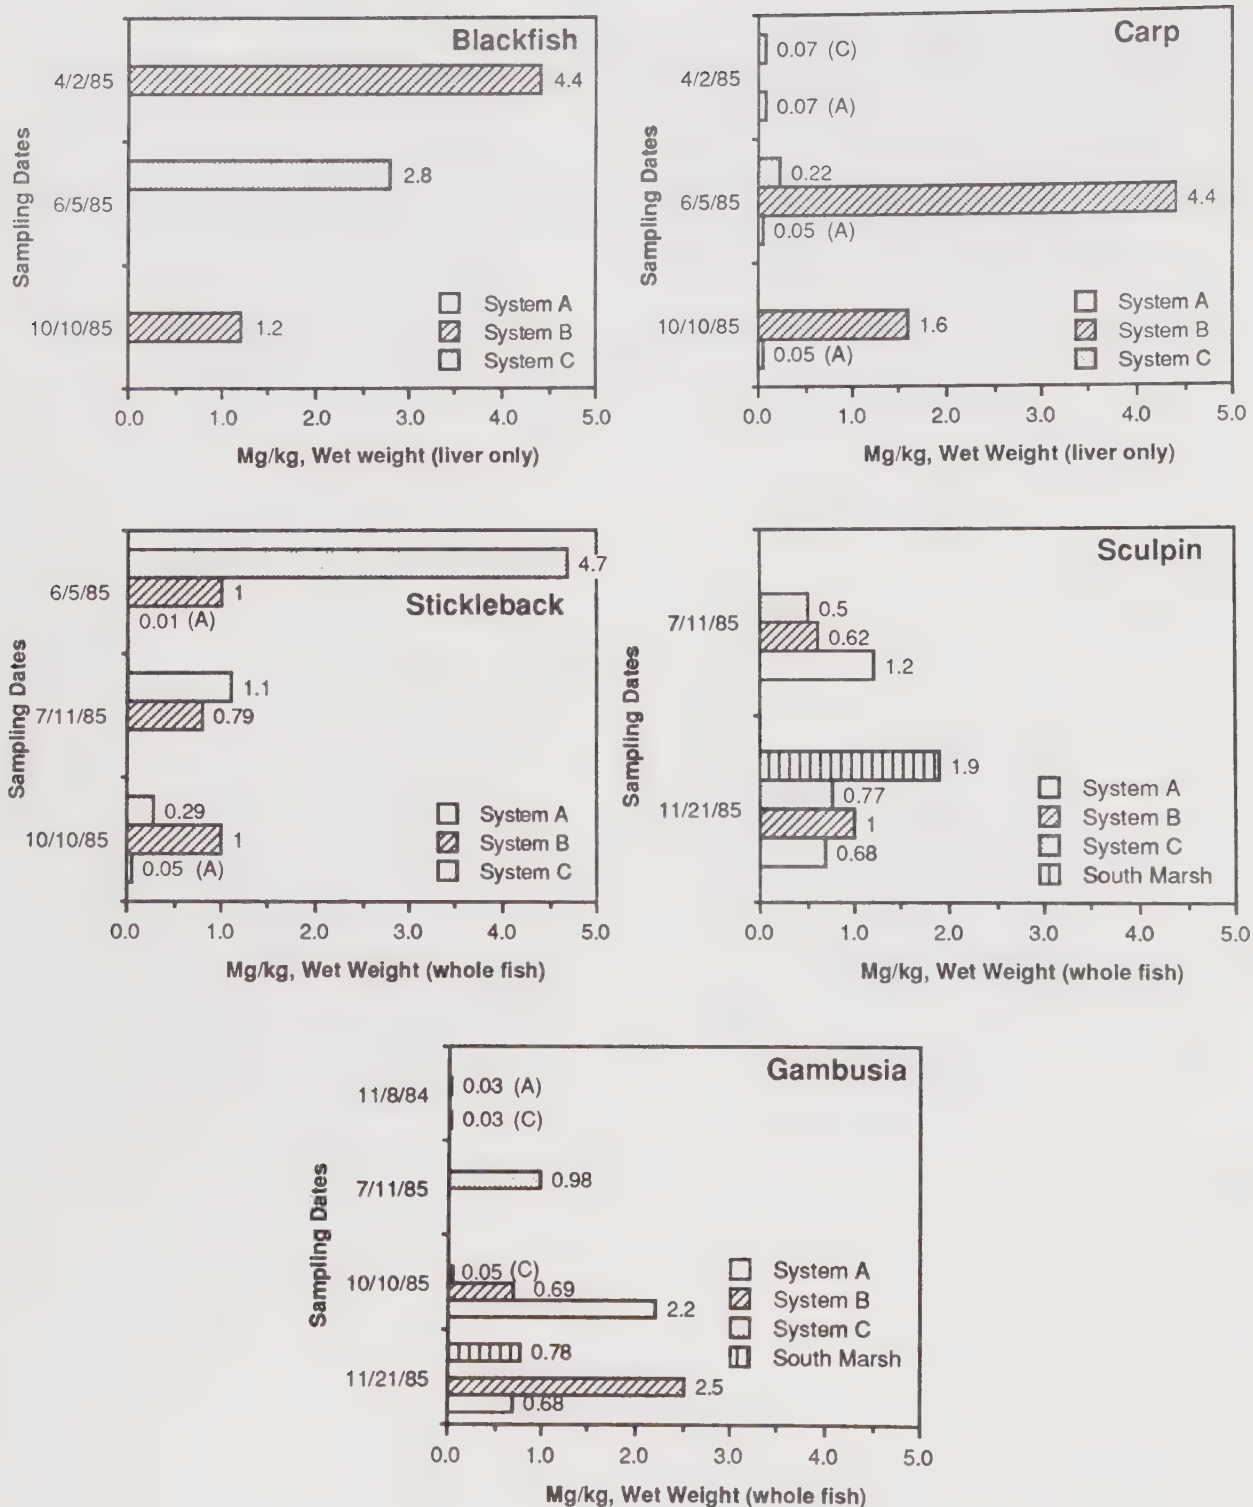 Blackfish
Sampling Dates
4/2/85
4.4
2.8
6/5/85
10/10/85
1.2
System A
System B
System C
0.0 1.0 2.0 3.0 4.0 5.0
Mg/kg, Wet weight (liver only)
Carp
Sampling Dates
0.07 (C)
4/2/85
0.07 (A)
0.22
6/5/85
4.4
0.05 (A)
10/10/85
1.6
0.05 (A)
System A
System B
System C
0.0 1.0 2.0 3.0 4.0 5.0
Mg/kg, Wet Weight (liver only)
Stickleback
Sampling Dates
4.7
6/5/85
1
0.01 (A)
1.1
7/11/85
0.79
0.29
10/10/85
1
0.05 (A)
System A
System B
System C
0.0 1.0 2.0 3.0 4.0 5.0
Mg/kg, Wet Weight (whole fish)
Sculpin
Sampling Dates
0.5
7/11/85
0.62
1.2
1.9
0.77
11/21/85
1
0.68
System A
System B
System C
South Marsh
0.0 1.0 2.0 3.0 4.0 5.0
Mg/kg, Wet Weight (whole fish)
Gambusia
Sampling Dates
11/8/84
0.03 (A)
0.03 (C)
7/11/85
0.98
0.05 (C)
10/10/85
0.69
2.2
0.78
11/21/85
2.5
0.68
System A
System B
System C
South Marsh
0.0 1.0 2.0 3.0 4.0 5.0
Mg/kg, Wet Weight (whole fish)